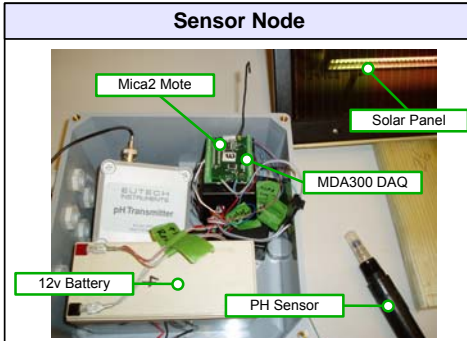 Sensor Node
Mica2 Mote
Solar Panel
MDA300 DAQ
EUTECH
INSTRUMENTS
pH Transmitter
12v Battery
PH Sensor